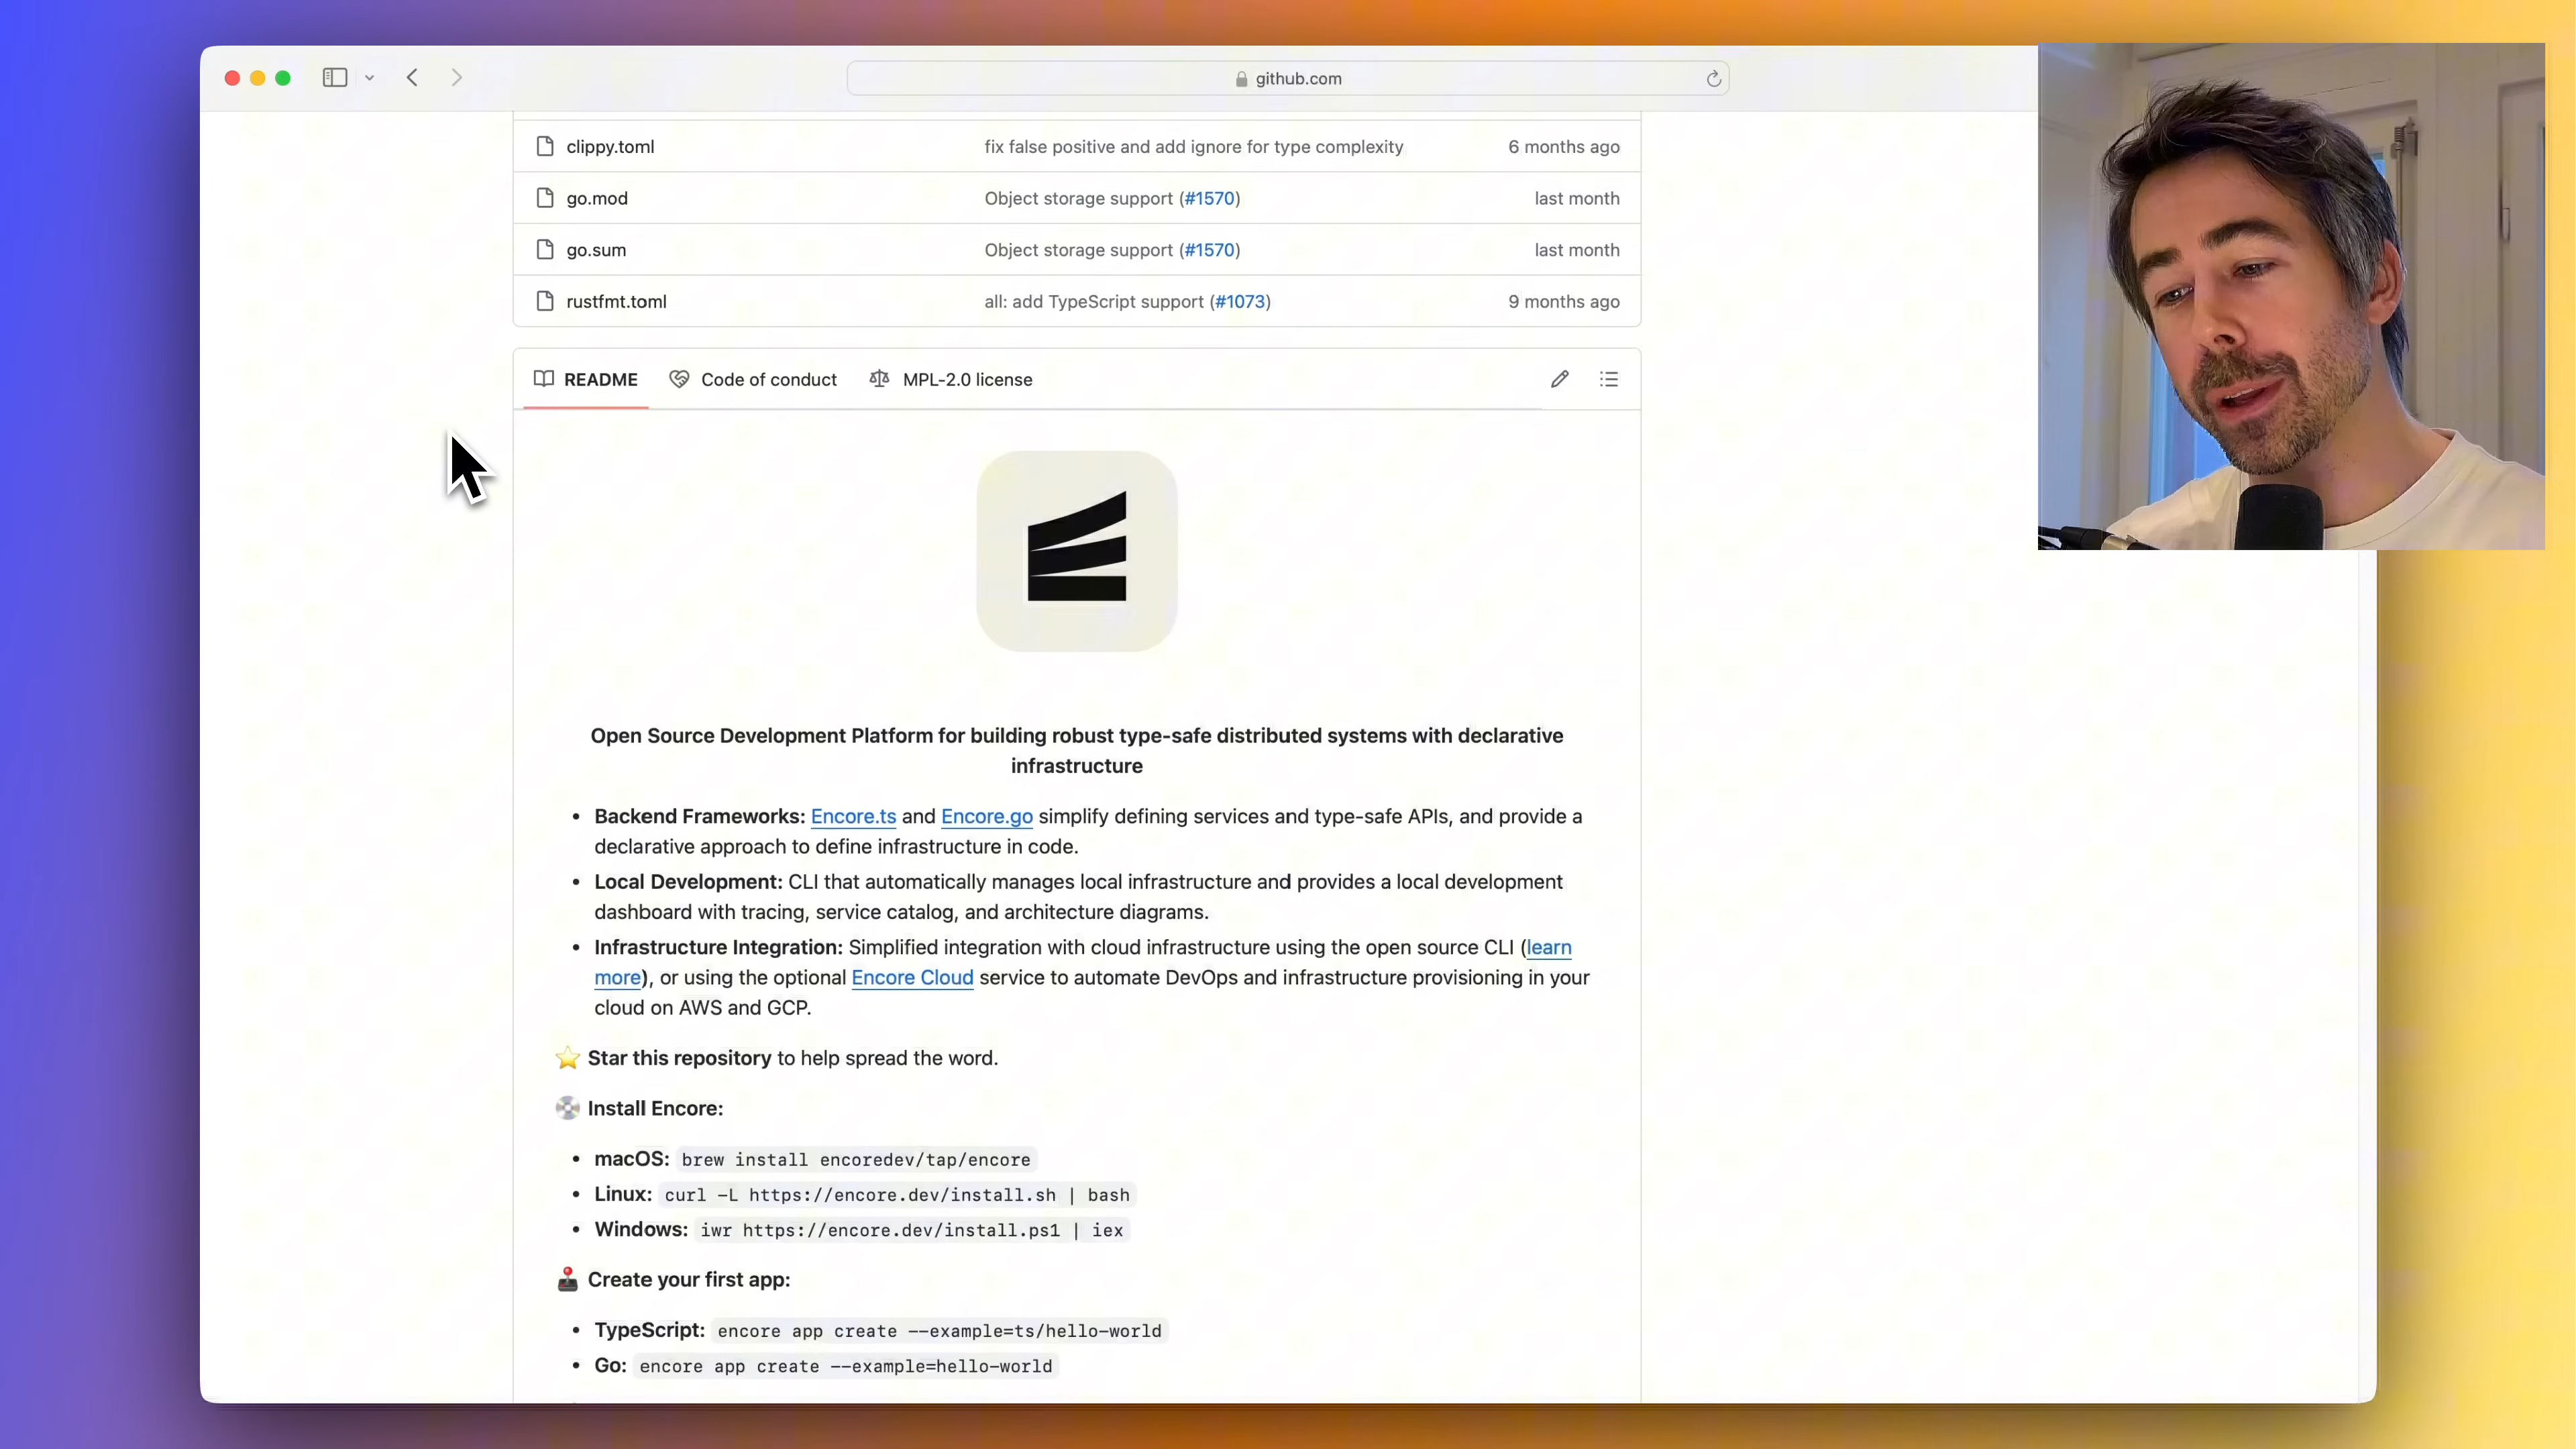 github.com
clippy.toml fix false positive and add ignore for type complexity 6 months ago
go.mod Object storage support (#1570) last month
go.sum Object storage support (#1570) last month
rustfmt.toml all: add TypeScript support (#1073) 9 months ago
README Code of conduct MPL-2.0 license
Open Source Development Platform for building robust type-safe distributed systems with declarative
infrastructure
• Backend Frameworks: Encore.ts and Encore.go simplify defining services and type-safe APIs, and provide a
declarative approach to define infrastructure in code.
• Local Development: CLI that automatically manages local infrastructure and provides a local development
dashboard with tracing, service catalog, and architecture diagrams.
• Infrastructure Integration: Simplified integration with cloud infrastructure using the open source CLI (learn
more), or using the optional Encore Cloud service to automate DevOps and infrastructure provisioning in your
cloud on AWS and GCP.
⭐ Star this repository to help spread the word.
💿 Install Encore:
• macOS: brew install encoredev/tap/encore
• Linux: curl -L https://encore.dev/install.sh | bash
• Windows: iwr https://encore.dev/install.ps1 | iex
🕹️ Create your first app:
• TypeScript: encore app create --example=ts/hello-world
• Go: encore app create --example=hello-world